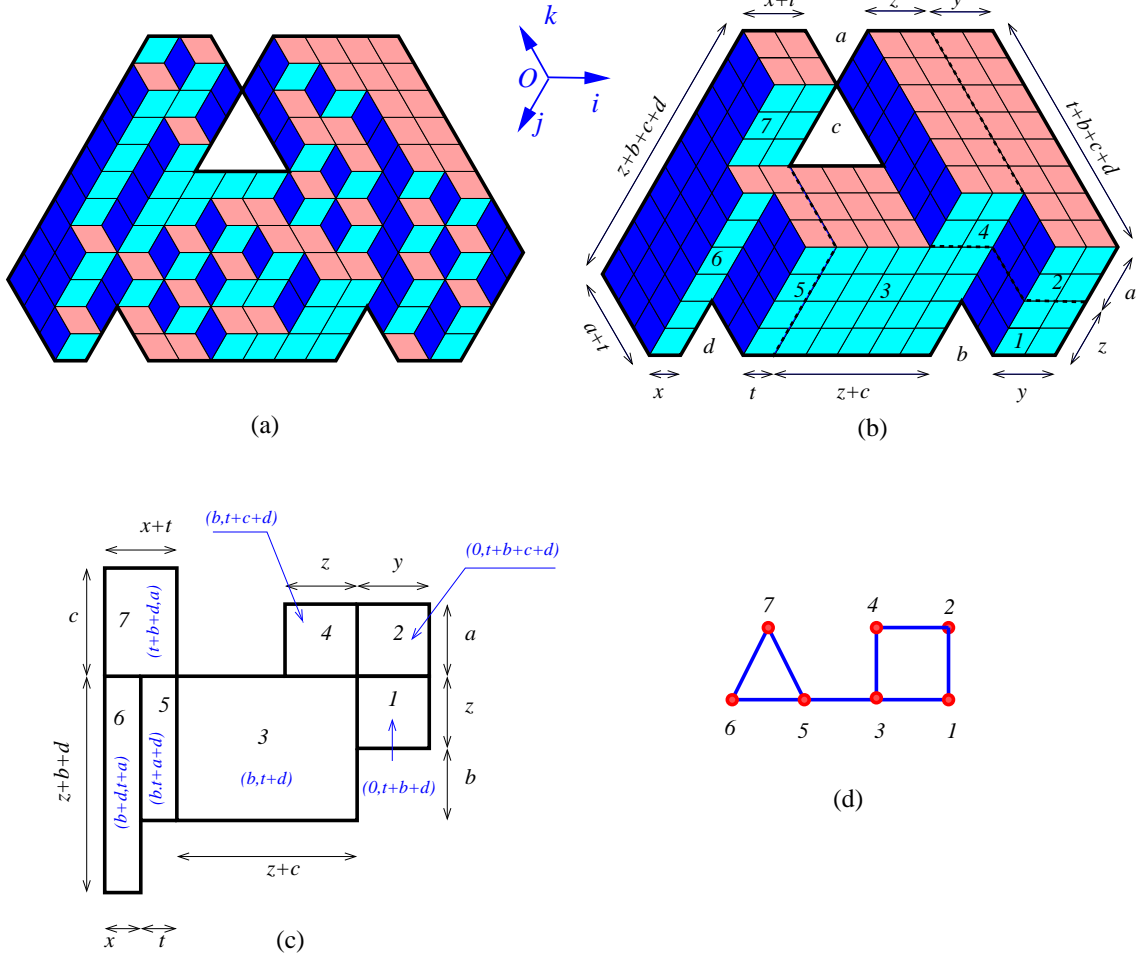 k
O
i
j
(a)
x+t
z
y
a
c
7
z+b+c+d
t+b+c+d
4
6
5
3
2
a
1
z
a+t
d
b
x
t
z+c
y
(b)
(b,t+c+d)
x+t
(0,t+b+c+d)
z
y
c
7
(t+b+d,a)
4
2
a
6
5
1
z
3
z+b+d
(b+d,t+a)
(b.t+a+d)
(b,t+d)
(0,t+b+d)
b
z+c
x
t
(c)
7
4
2
6
5
3
1
(d)